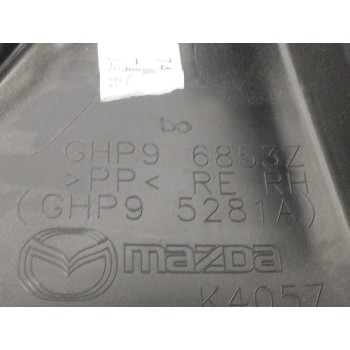 bo
GHP9 6853Z
>PP< RE RH
(GHP9 5281A)
mazda
K4057